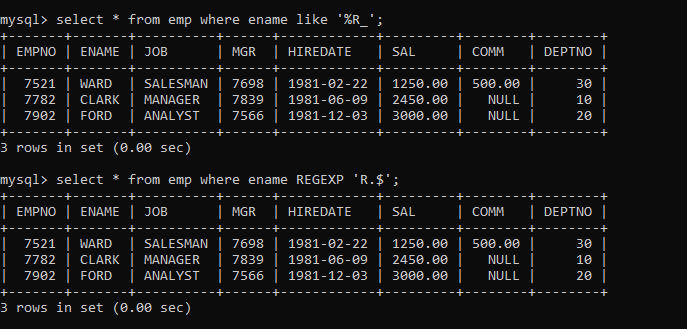 mysql> select * from emp where ename like '%R_';
+-------+-------+----------+------+------------+---------+--------+--------+
| EMPNO | ENAME | JOB      | MGR  | HIREDATE   | SAL     | COMM   | DEPTNO |
+-------+-------+----------+------+------------+---------+--------+--------+
|  7521 | WARD  | SALESMAN | 7698 | 1981-02-22 | 1250.00 | 500.00 |     30 |
|  7782 | CLARK | MANAGER  | 7839 | 1981-06-09 | 2450.00 |   NULL |     10 |
|  7902 | FORD  | ANALYST  | 7566 | 1981-12-03 | 3000.00 |   NULL |     20 |
+-------+-------+----------+------+------------+---------+--------+--------+
3 rows in set (0.00 sec)

mysql> select * from emp where ename REGEXP 'R.$';
+-------+-------+----------+------+------------+---------+--------+--------+
| EMPNO | ENAME | JOB      | MGR  | HIREDATE   | SAL     | COMM   | DEPTNO |
+-------+-------+----------+------+------------+---------+--------+--------+
|  7521 | WARD  | SALESMAN | 7698 | 1981-02-22 | 1250.00 | 500.00 |     30 |
|  7782 | CLARK | MANAGER  | 7839 | 1981-06-09 | 2450.00 |   NULL |     10 |
|  7902 | FORD  | ANALYST  | 7566 | 1981-12-03 | 3000.00 |   NULL |     20 |
+-------+-------+----------+------+------------+---------+--------+--------+
3 rows in set (0.00 sec)